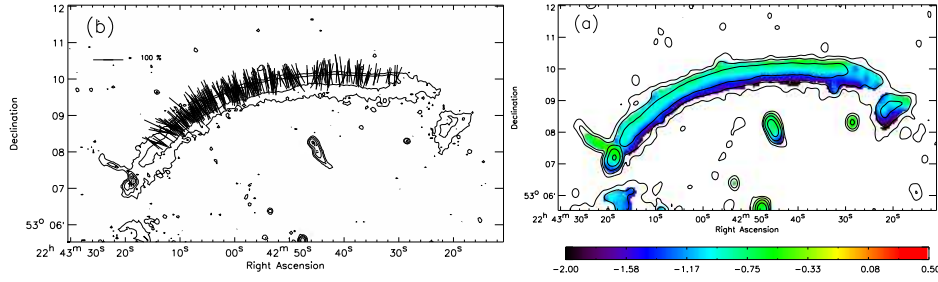 (b)
100 %
12
11
10
09
08
07
53° 06'
Declination
22ʰ 43ᵐ 30ˢ 20ˢ 10ˢ 00ˢ 42ᵐ 50ˢ 40ˢ 30ˢ 20ˢ
Right Ascension
(a)
12
11
10
09
08
07
53° 06'
Declination
22ʰ 43ᵐ 30ˢ 20ˢ 10ˢ 00ˢ 42ᵐ 50ˢ 40ˢ 30ˢ 20ˢ
Right Ascension
−2.00 −1.58 −1.17 −0.75 −0.33 0.08 0.50